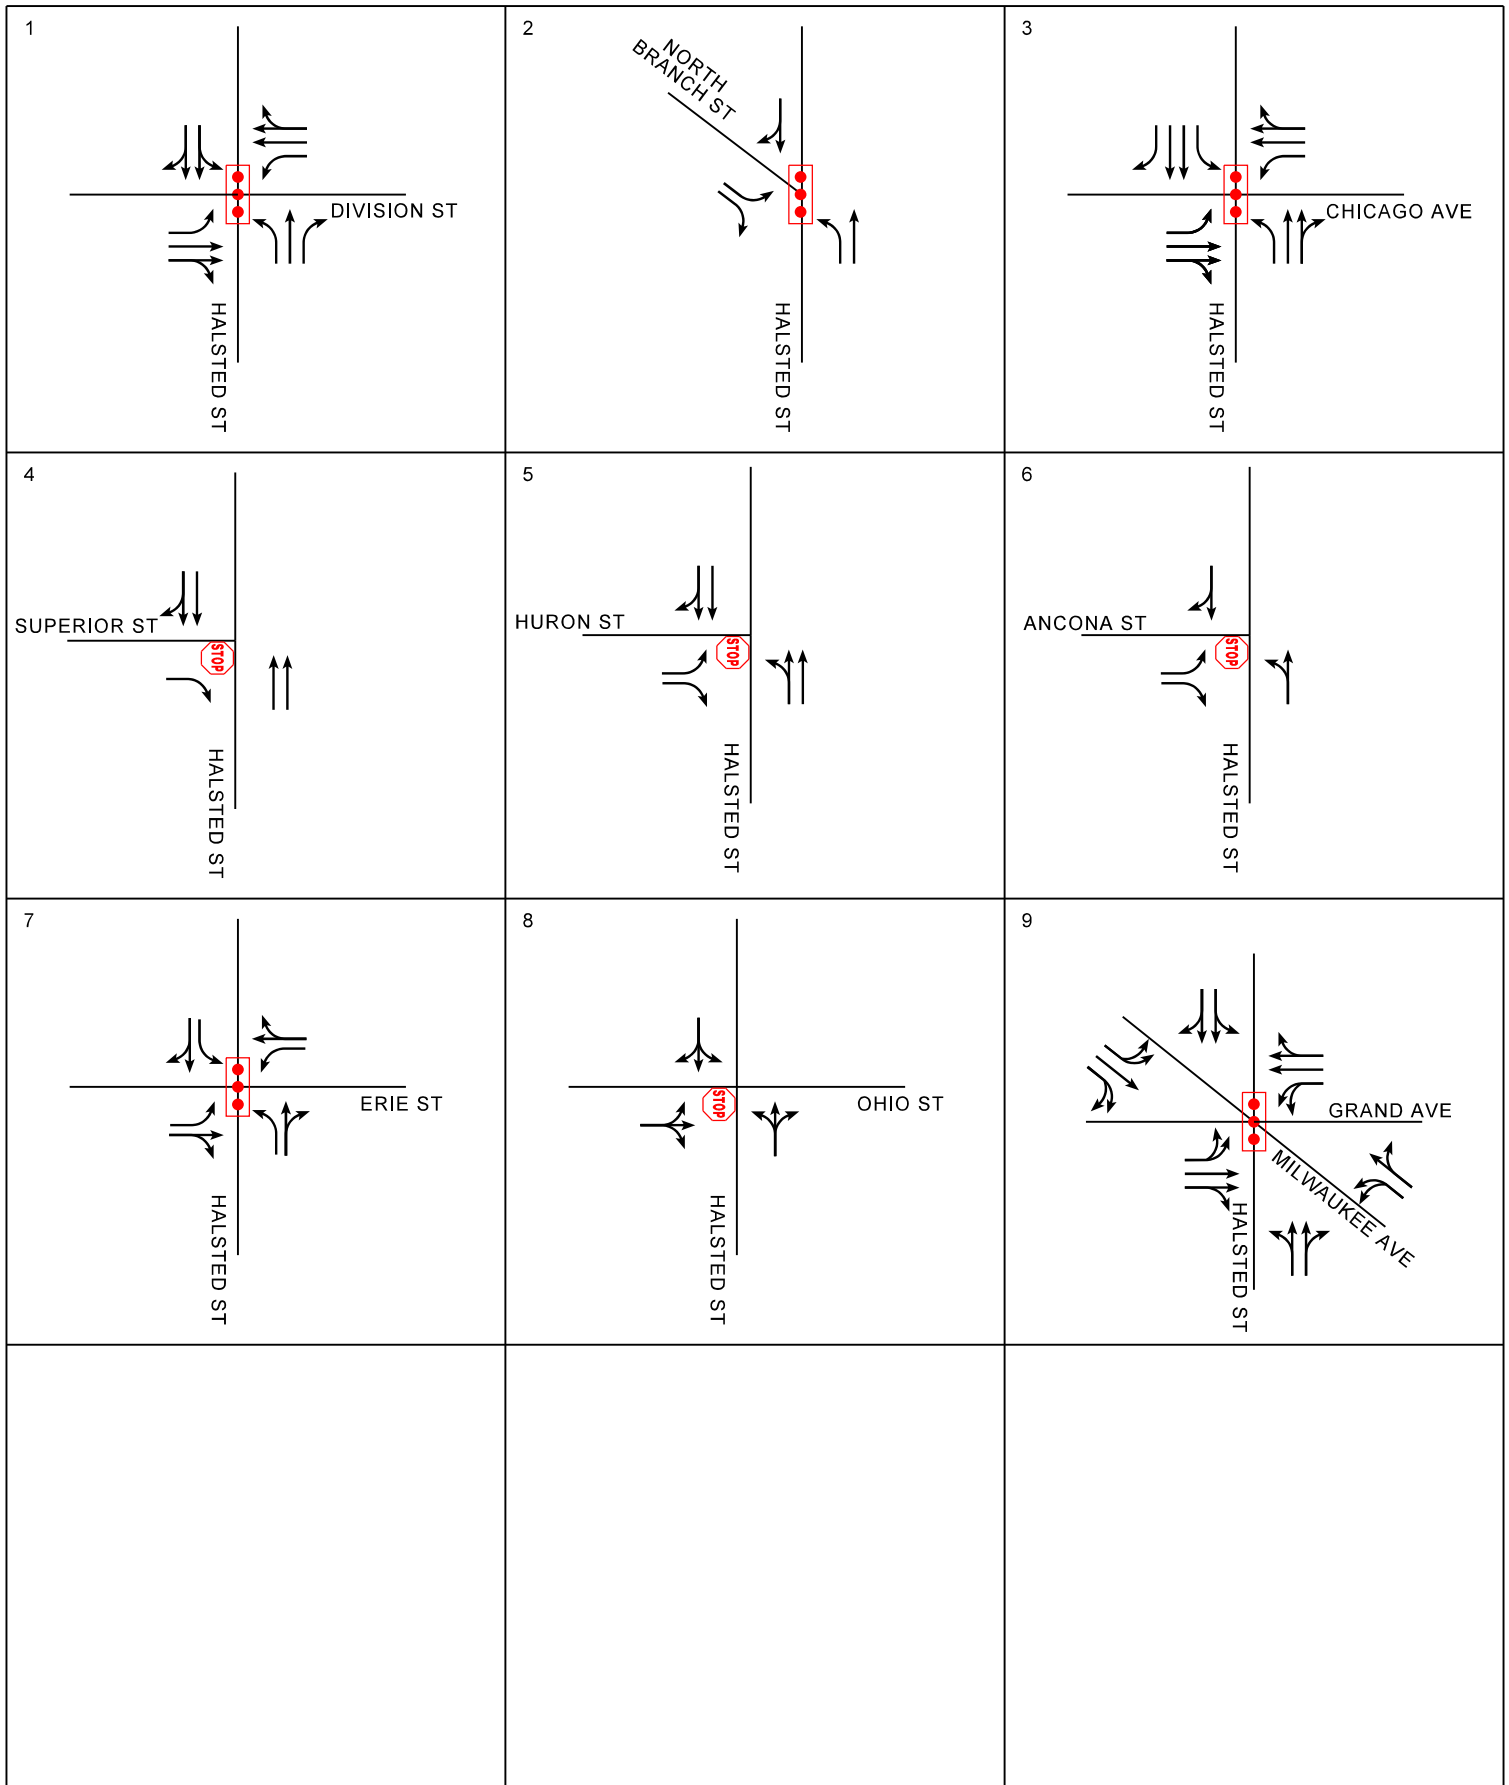 1
DIVISION ST
HALSTED ST
2
NORTH
BRANCH ST
HALSTED ST
3
CHICAGO AVE
HALSTED ST
4
SUPERIOR ST
STOP
HALSTED ST
5
HURON ST
STOP
HALSTED ST
6
ANCONA ST
STOP
HALSTED ST
7
ERIE ST
HALSTED ST
8
STOP
OHIO ST
HALSTED ST
9
GRAND AVE
MILWAUKEE AVE
HALSTED ST